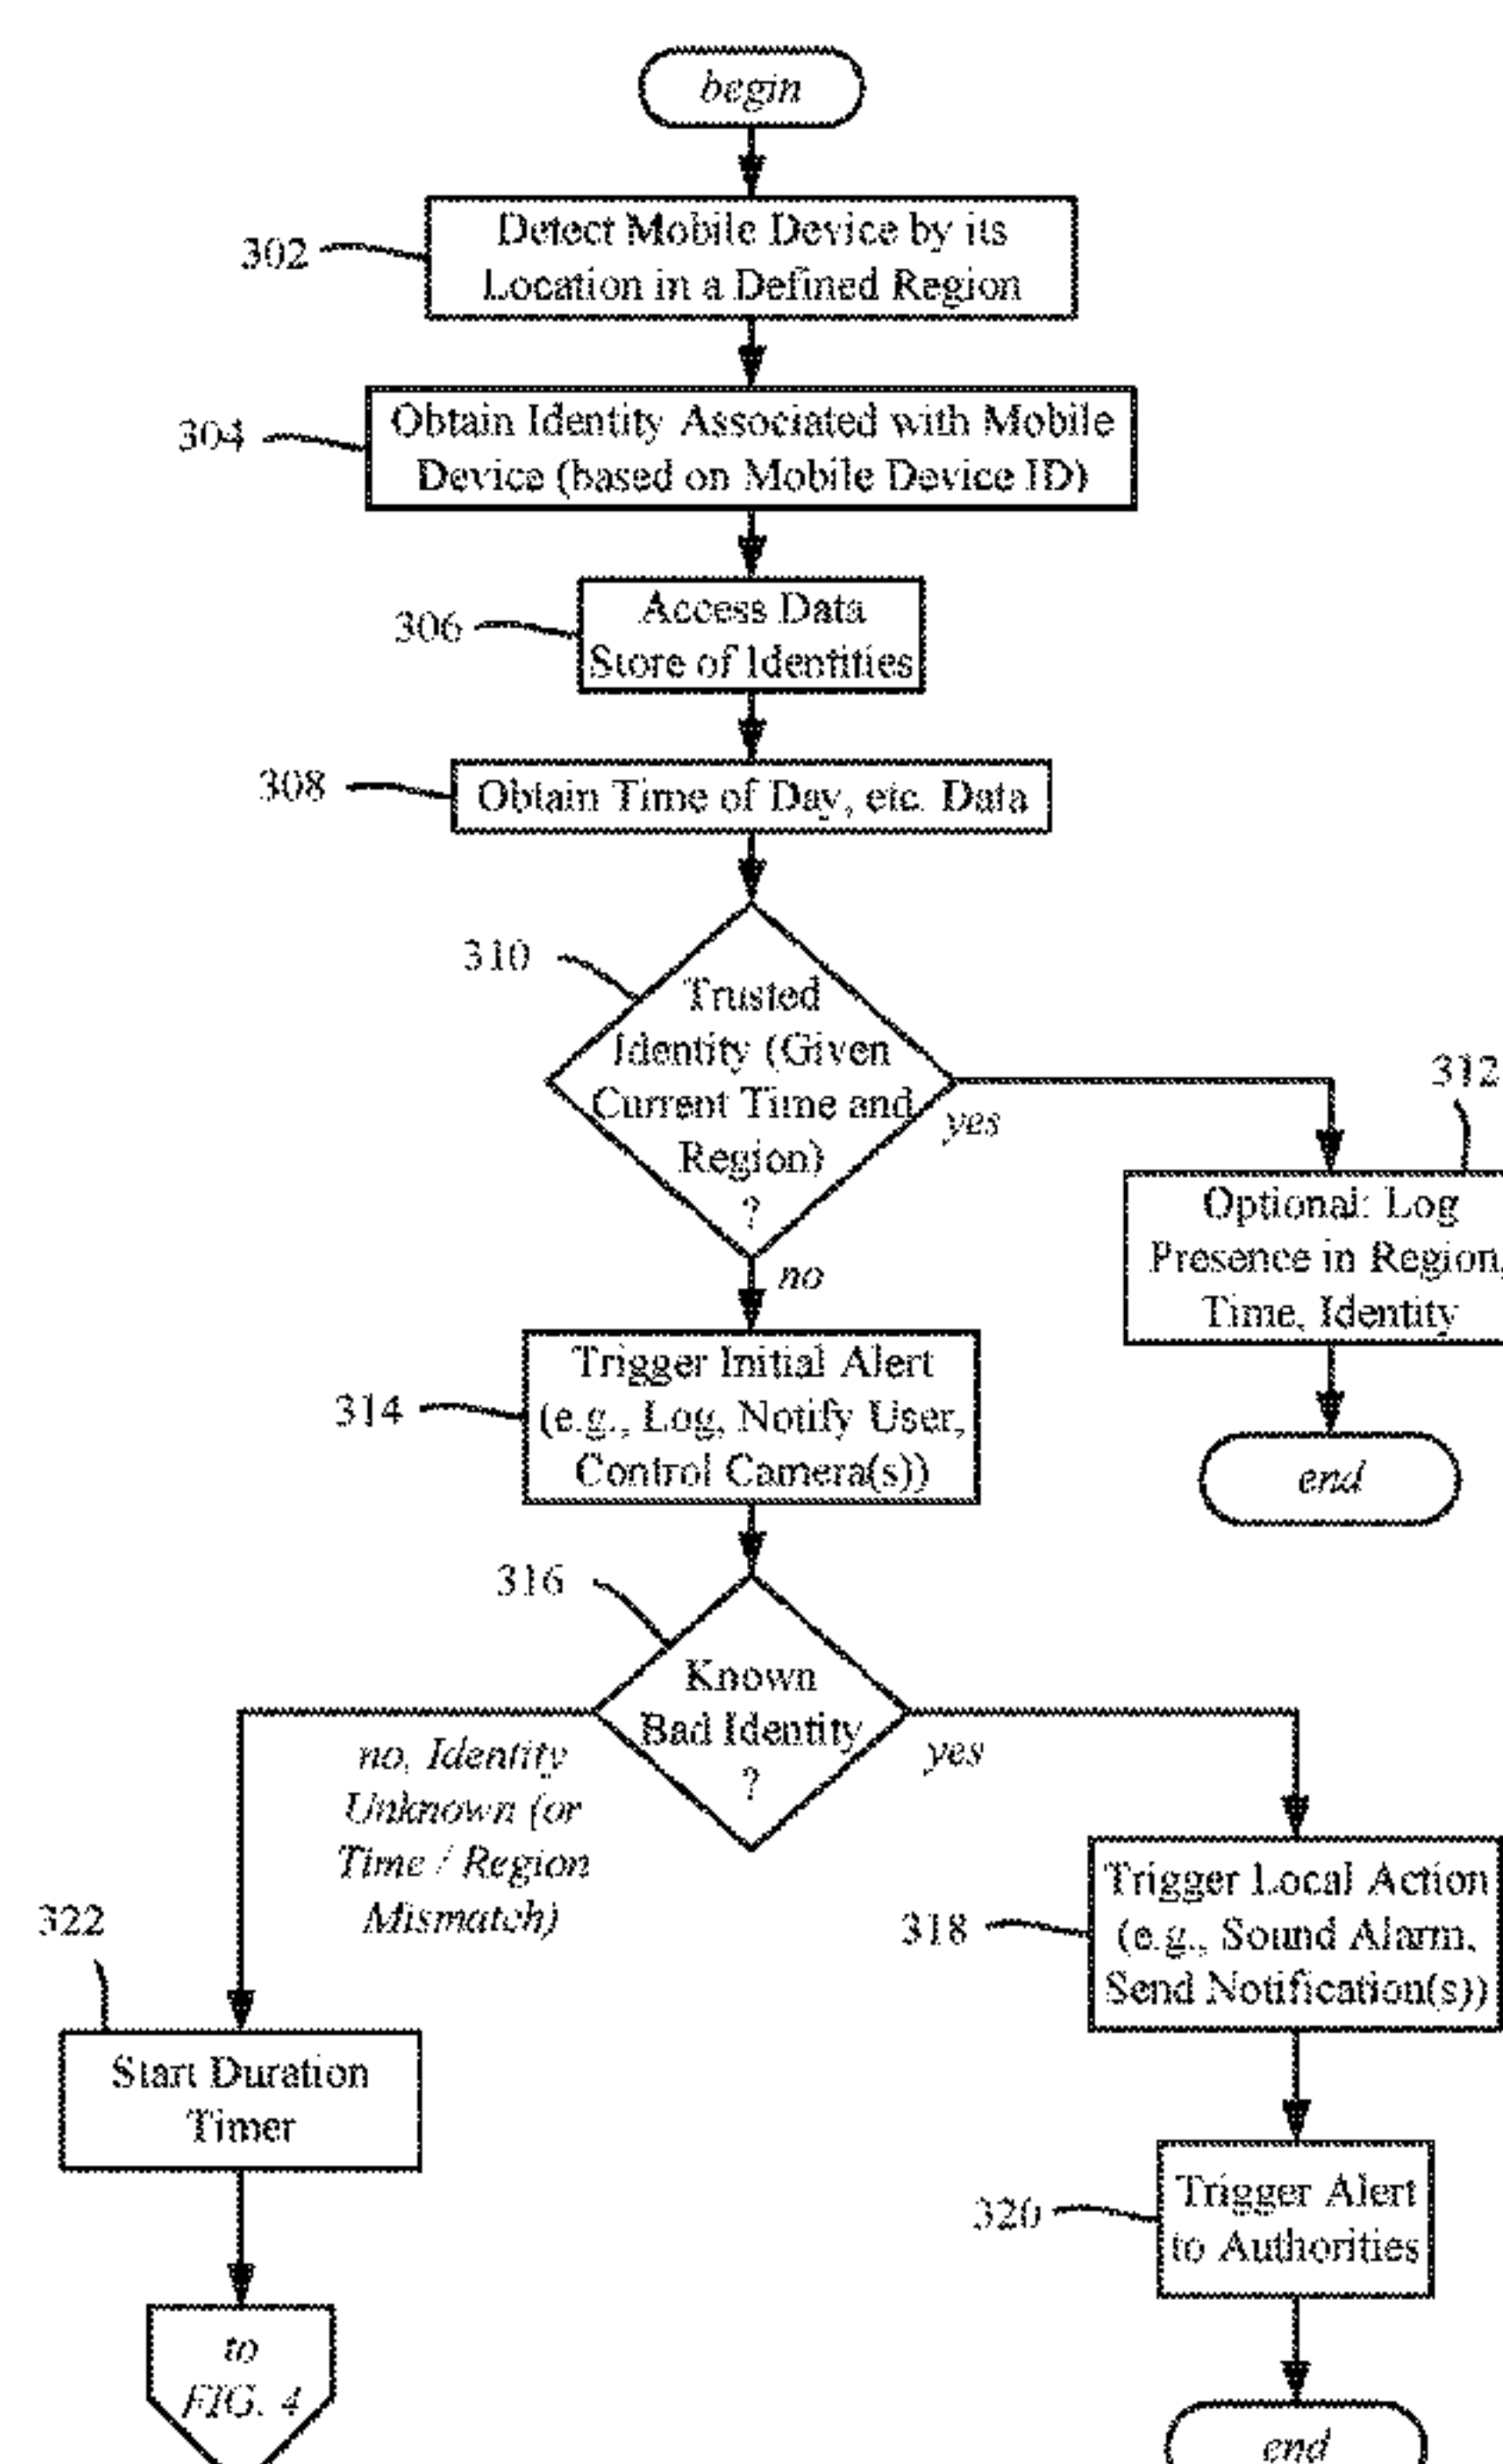 begin
302
Detect Mobile Device by its
Location in a Defined Region
304
Obtain Identity Associated with Mobile
Device (based on Mobile Device ID)
306
Access Data
Store of Identities
308
Obtain Time of Day, etc. Data
310
Trusted
Identity (Given
Current Time and
Region)
?
yes
312
Optional: Log
Presence in Region,
Time, Identity
end
no
314
Trigger Initial Alert
(e.g., Log, Notify User,
Control Camera(s))
316
Known
Bad Identity
?
no, Identity
Unknown (or
Time / Region
Mismatch)
yes
322
Start Duration
Timer
to
FIG. 4
318
Trigger Local Action
(e.g., Sound Alarm,
Send Notification(s))
320
Trigger Alert
to Authorities
end